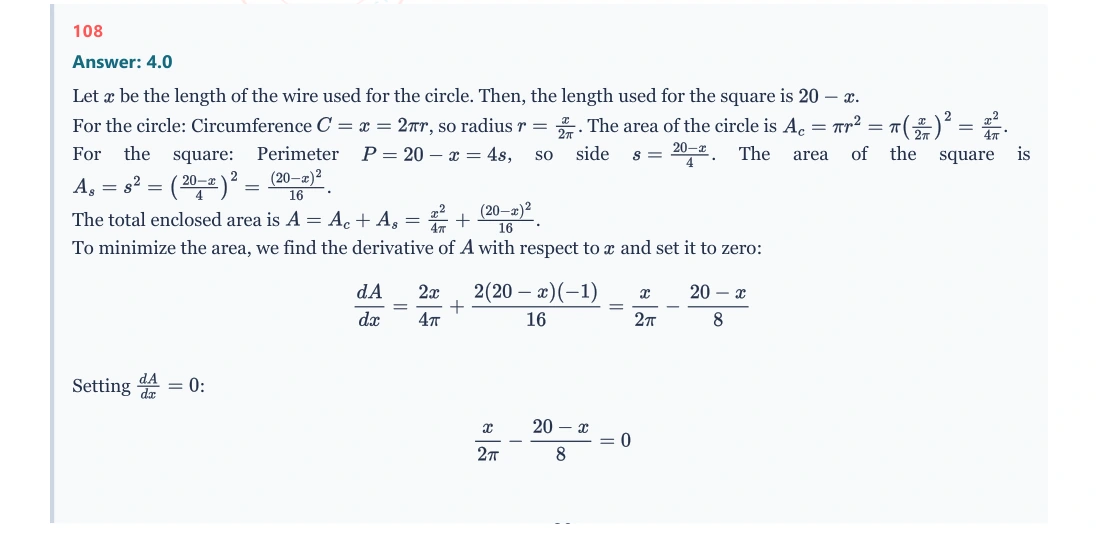 108
Answer: 4.0
Let x be the length of the wire used for the circle. Then, the length used for the square is 20 − x.
For the circle: Circumference C = x = 2πr, so radius r = x/2π. The area of the circle is A_c = πr² = π(x/2π)² = x²/4π.
For the square: Perimeter P = 20 − x = 4s, so side s = 20−x/4. The area of the square is
A_s = s² = (20−x/4)² = (20−x)²/16.
The total enclosed area is A = A_c + A_s = x²/4π + (20−x)²/16.
To minimize the area, we find the derivative of A with respect to x and set it to zero:
dA/dx = 2x/4π + 2(20 − x)(−1)/16 = x/2π − 20 − x/8
Setting dA/dx = 0:
x/2π − 20 − x/8 = 0